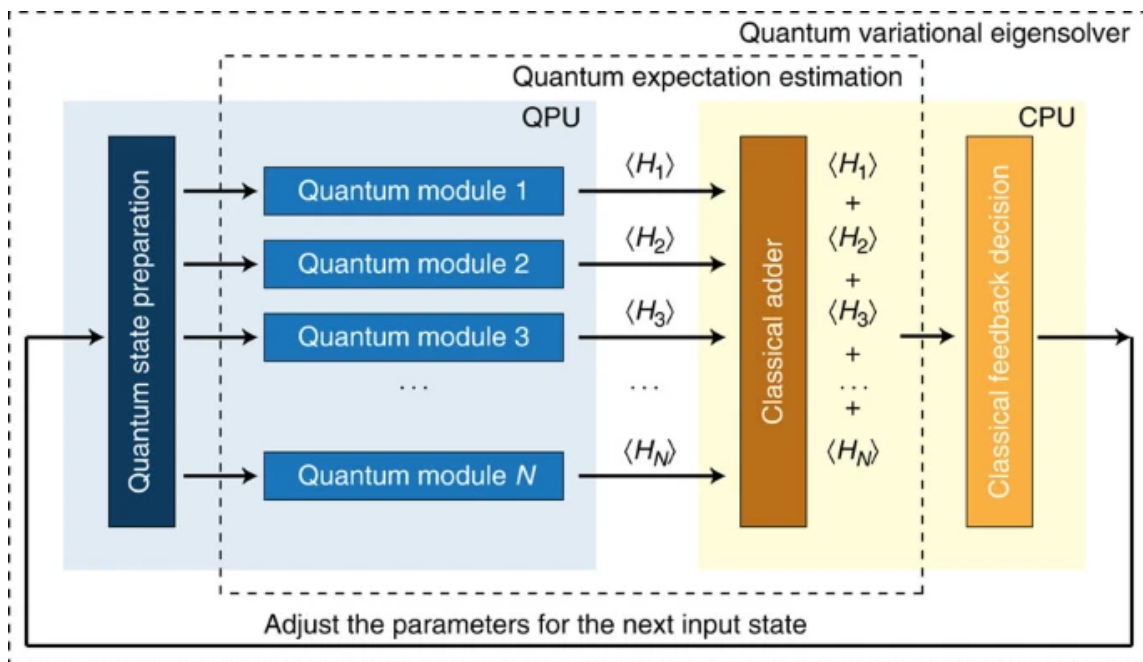 Quantum variational eigensolver
Quantum expectation estimation
QPU
CPU
Quantum state preparation
Quantum module 1
Quantum module 2
Quantum module 3
...
Quantum module N
⟨H₁⟩
⟨H₂⟩
⟨H₃⟩
...
⟨H_N⟩
Classical adder
⟨H₁⟩
+
⟨H₂⟩
+
⟨H₃⟩
+
...
+
⟨H_N⟩
Classical feedback decision
Adjust the parameters for the next input state